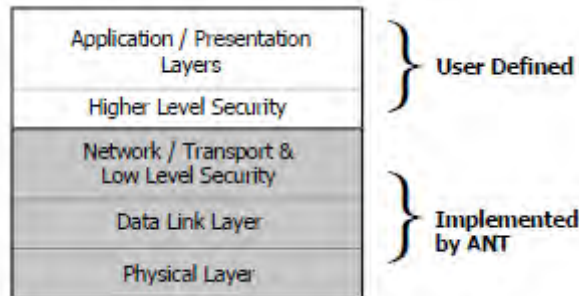 Application / Presentation
Layers
Higher Level Security
Network / Transport &
Low Level Security
Data Link Layer
Physical Layer
User Defined
Implemented
by ANT